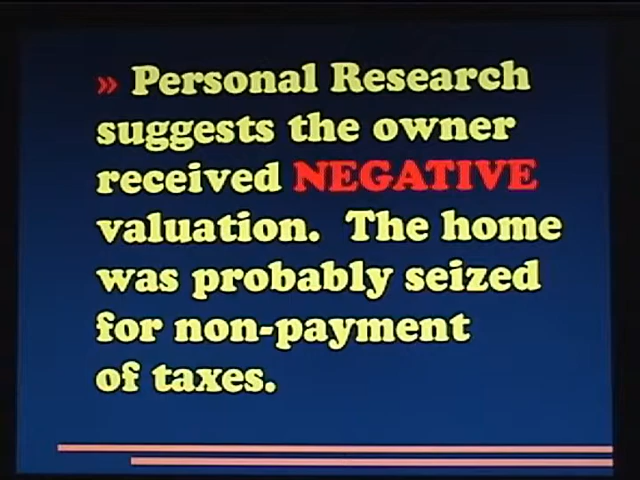 » Personal Research
suggests the owner
received NEGATIVE
valuation. The home
was probably seized
for non-payment
of taxes.